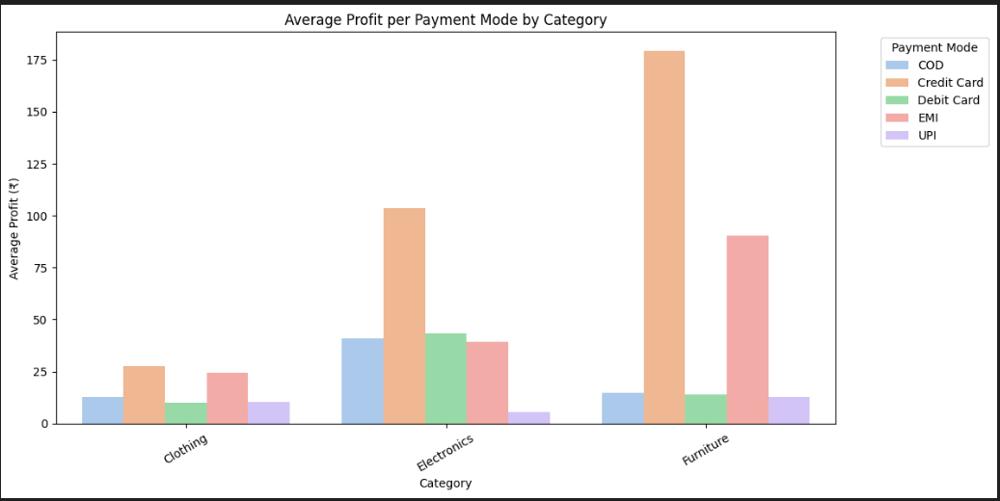 Average Profit per Payment Mode by Category
Average Profit (₹)
175
150
125
100
75
50
25
0
Clothing
Electronics
Furniture
Category
Payment Mode
COD
Credit Card
Debit Card
EMI
UPI